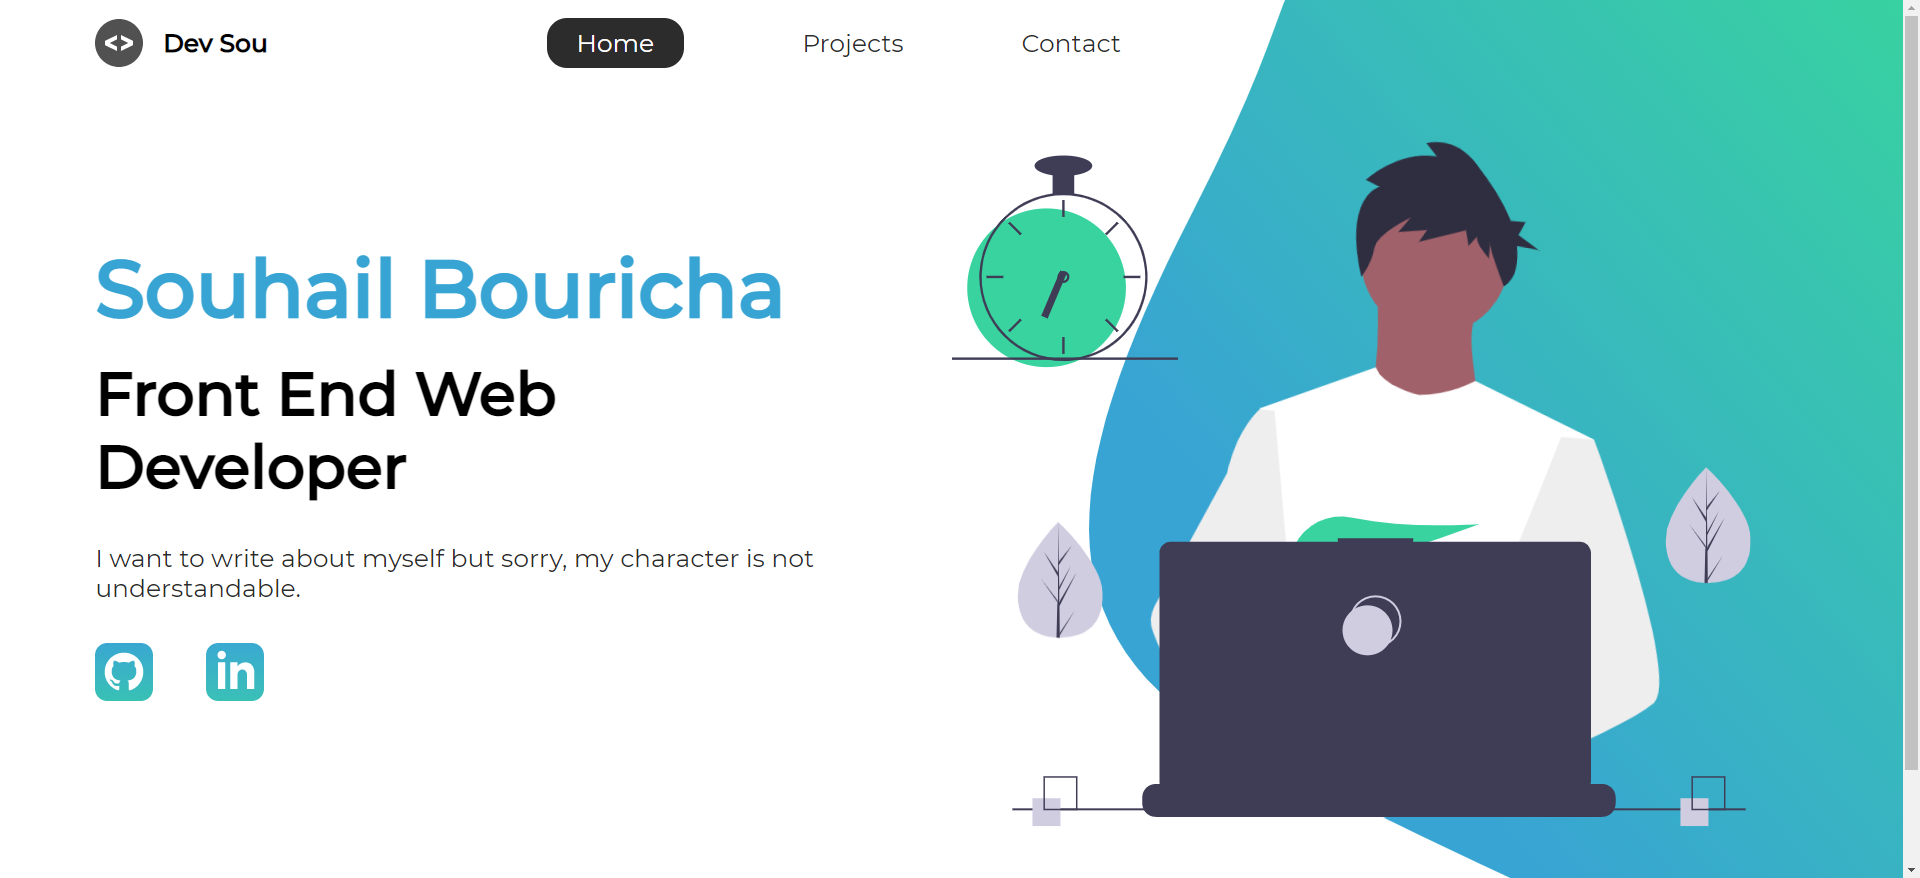 Dev Sou
Home
Projects
Contact
Souhail Bouricha
Front End Web
Developer
I want to write about myself but sorry, my character is not
understandable.
in